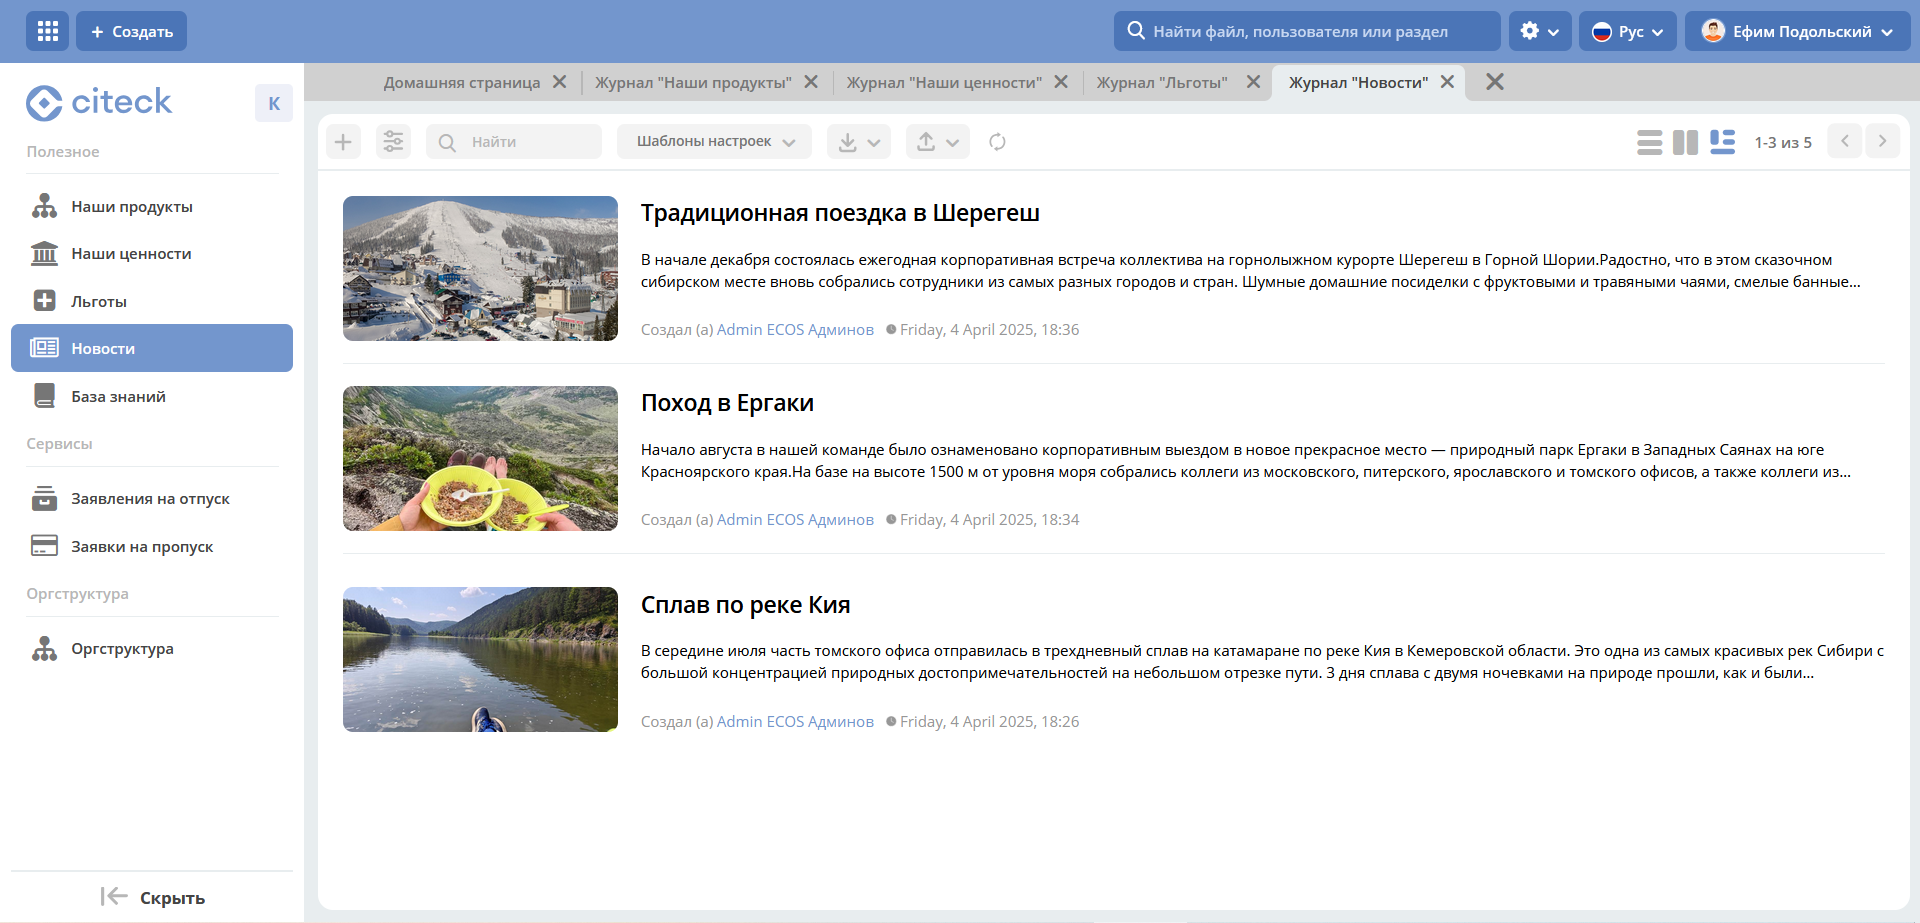 Создать
Найти файл, пользователя или раздел
Рус
Ефим Подольский
citeck
К
Домашняя страница
Журнал "Наши продукты"
Журнал "Наши ценности"
Журнал "Льготы"
Журнал "Новости"
Найти
Шаблоны настроек
1-3 из 5
Полезное
Наши продукты
Наши ценности
Льготы
Новости
База знаний
Сервисы
Заявления на отпуск
Заявки на пропуск
Оргструктура
Оргструктура
Скрыть
Традиционная поездка в Шерегеш
В начале декабря состоялась ежегодная корпоративная встреча коллектива на горнолыжном курорте Шерегеш в Горной Шории.Радостно, что в этом сказочном
сибирском месте вновь собрались сотрудники из самых разных городов и стран. Шумные домашние посиделки с фруктовыми и травяными чаями, смелые банные...
Создал (а) Admin ECOS Админов Friday, 4 April 2025, 18:36
Поход в Ергаки
Начало августа в нашей команде было ознаменовано корпоративным выездом в новое прекрасное место — природный парк Ергаки в Западных Саянах на юге
Красноярского края.На базе на высоте 1500 м от уровня моря собрались коллеги из московского, питерского, ярославского и томского офисов, а также коллеги из...
Создал (а) Admin ECOS Админов Friday, 4 April 2025, 18:34
Сплав по реке Кия
В середине июля часть томского офиса отправилась в трехдневный сплав на катамаране по реке Кия в Кемеровской области. Это одна из самых красивых рек Сибири с
большой концентрацией природных достопримечательностей на небольшом отрезке пути. 3 дня сплава с двумя ночевками на природе прошли, как и были...
Создал (а) Admin ECOS Админов Friday, 4 April 2025, 18:26